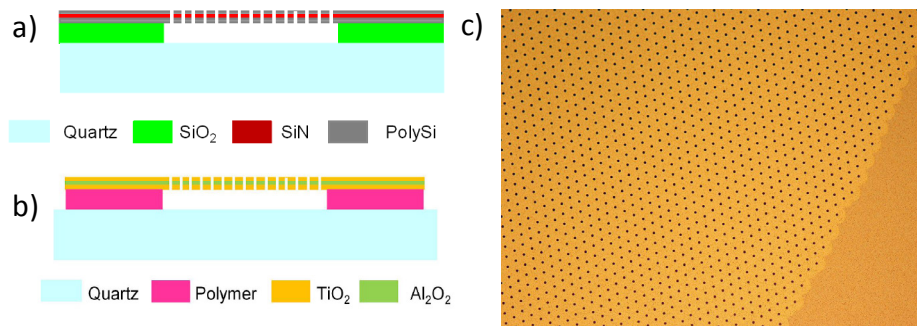 a)
Quartz SiO2 SiN PolySi
b)
Quartz Polymer TiO2 Al2O2
c)